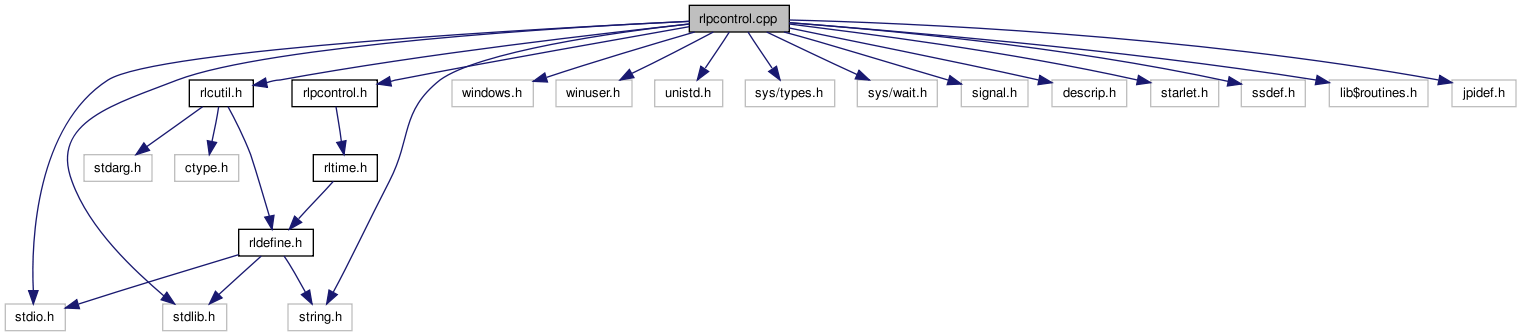 rlpcontrol.cpp
rlcutil.h
rlpcontrol.h
windows.h
winuser.h
unistd.h
sys/types.h
sys/wait.h
signal.h
descrip.h
starlet.h
ssdef.h
lib$routines.h
jpidef.h
stdarg.h
ctype.h
rltime.h
rldefine.h
stdio.h
stdlib.h
string.h